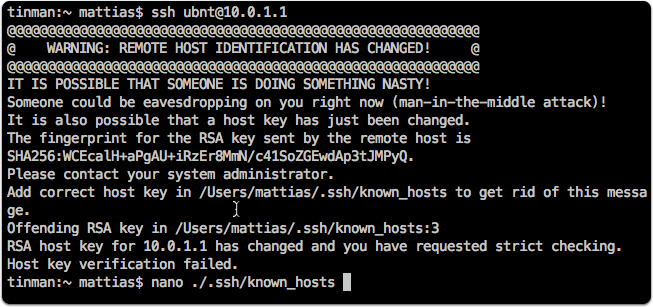 tinman:~ mattias$ ssh ubnt@10.0.1.1
@@@@@@@@@@@@@@@@@@@@@@@@@@@@@@@@@@@@@@@@@@@@@@@@@@@@@@@@@@@
@    WARNING: REMOTE HOST IDENTIFICATION HAS CHANGED!     @
@@@@@@@@@@@@@@@@@@@@@@@@@@@@@@@@@@@@@@@@@@@@@@@@@@@@@@@@@@@
IT IS POSSIBLE THAT SOMEONE IS DOING SOMETHING NASTY!
Someone could be eavesdropping on you right now (man-in-the-middle attack)!
It is also possible that a host key has just been changed.
The fingerprint for the RSA key sent by the remote host is
SHA256:WCEcalH+aPgAU+iRzEr8MmN/c41SoZGEwdAp3tJMPyQ.
Please contact your system administrator.
Add correct host key in /Users/mattias/.ssh/known_hosts to get rid of this messa
ge.
Offending RSA key in /Users/mattias/.ssh/known_hosts:3
RSA host key for 10.0.1.1 has changed and you have requested strict checking.
Host key verification failed.
tinman:~ mattias$ nano ./.ssh/known_hosts